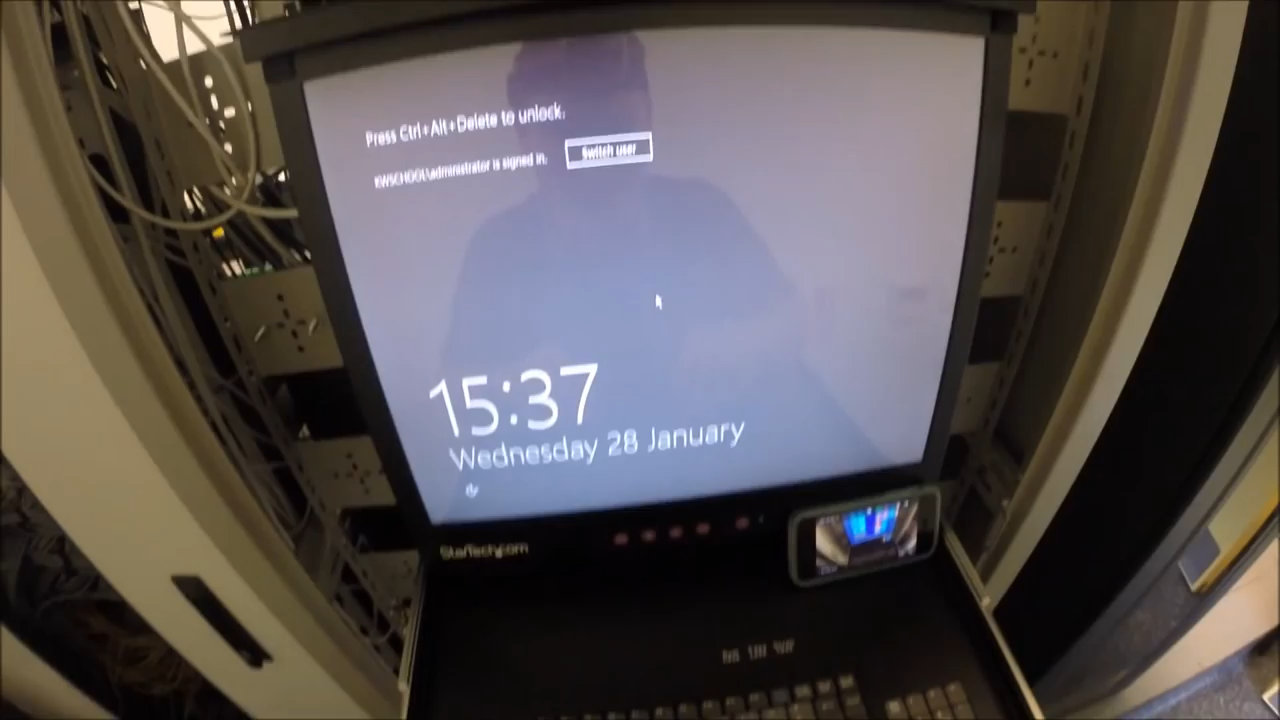 Press Ctrl+Alt+Delete to unlock.
KWSCHOOL\administrator is signed in.
Switch user
15:37
Wednesday 28 January
StarTech.com